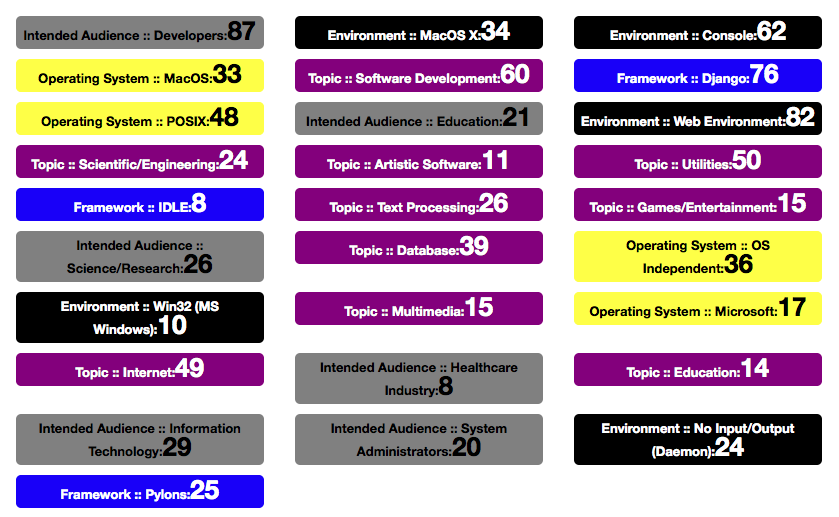 Intended Audience :: Developers:87
Environment :: MacOS X:34
Environment :: Console:62
Operating System :: MacOS:33
Topic :: Software Development:60
Framework :: Django:76
Operating System :: POSIX:48
Intended Audience :: Education:21
Environment :: Web Environment:82
Topic :: Scientific/Engineering:24
Topic :: Artistic Software:11
Topic :: Utilities:50
Framework :: IDLE:8
Topic :: Text Processing:26
Topic :: Games/Entertainment:15
Intended Audience ::
Science/Research:26
Topic :: Database:39
Operating System :: OS
Independent:36
Environment :: Win32 (MS
Windows):10
Topic :: Multimedia:15
Operating System :: Microsoft:17
Topic :: Internet:49
Intended Audience :: Healthcare
Industry:8
Topic :: Education:14
Intended Audience :: Information
Technology:29
Intended Audience :: System
Administrators:20
Environment :: No Input/Output
(Daemon):24
Framework :: Pylons:25